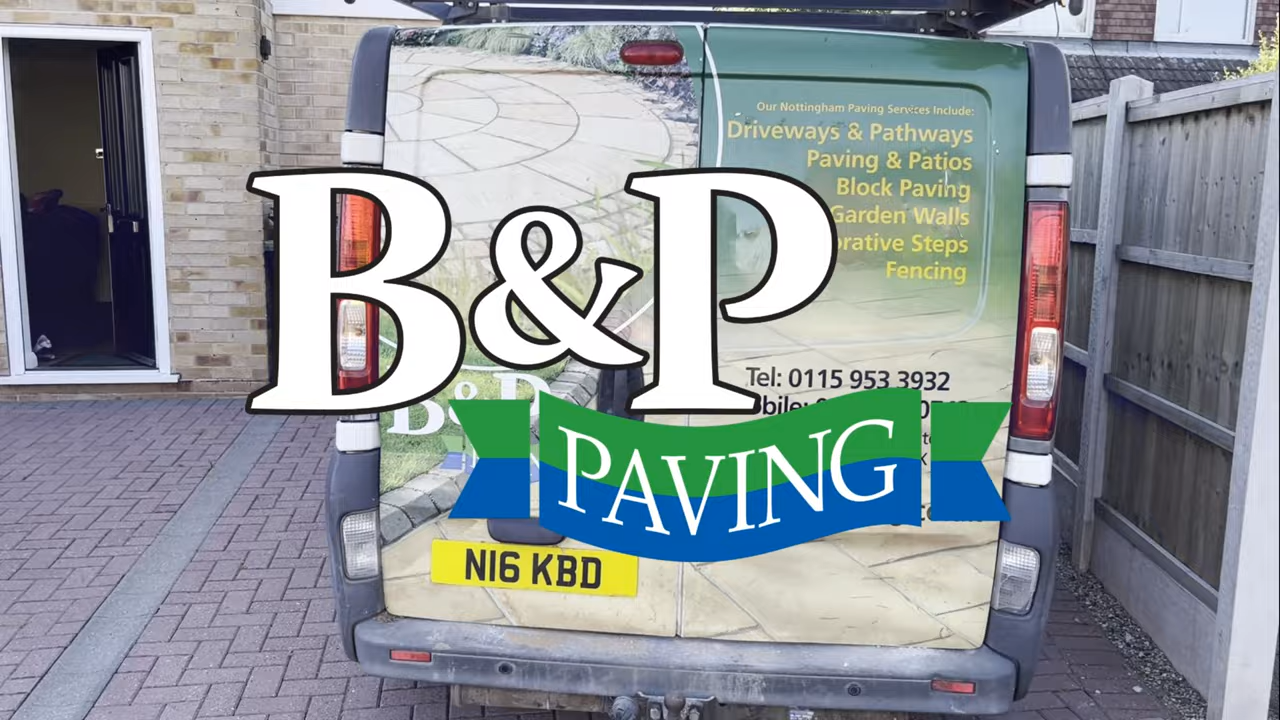 Our Nottingham Paving Services Include:
Driveways & Pathways
Paving & Patios
Block Paving
Garden Walls
Steps
Fencing
B&P
PAVING
Tel: 0115 953 3932
B&P
N16 KBD